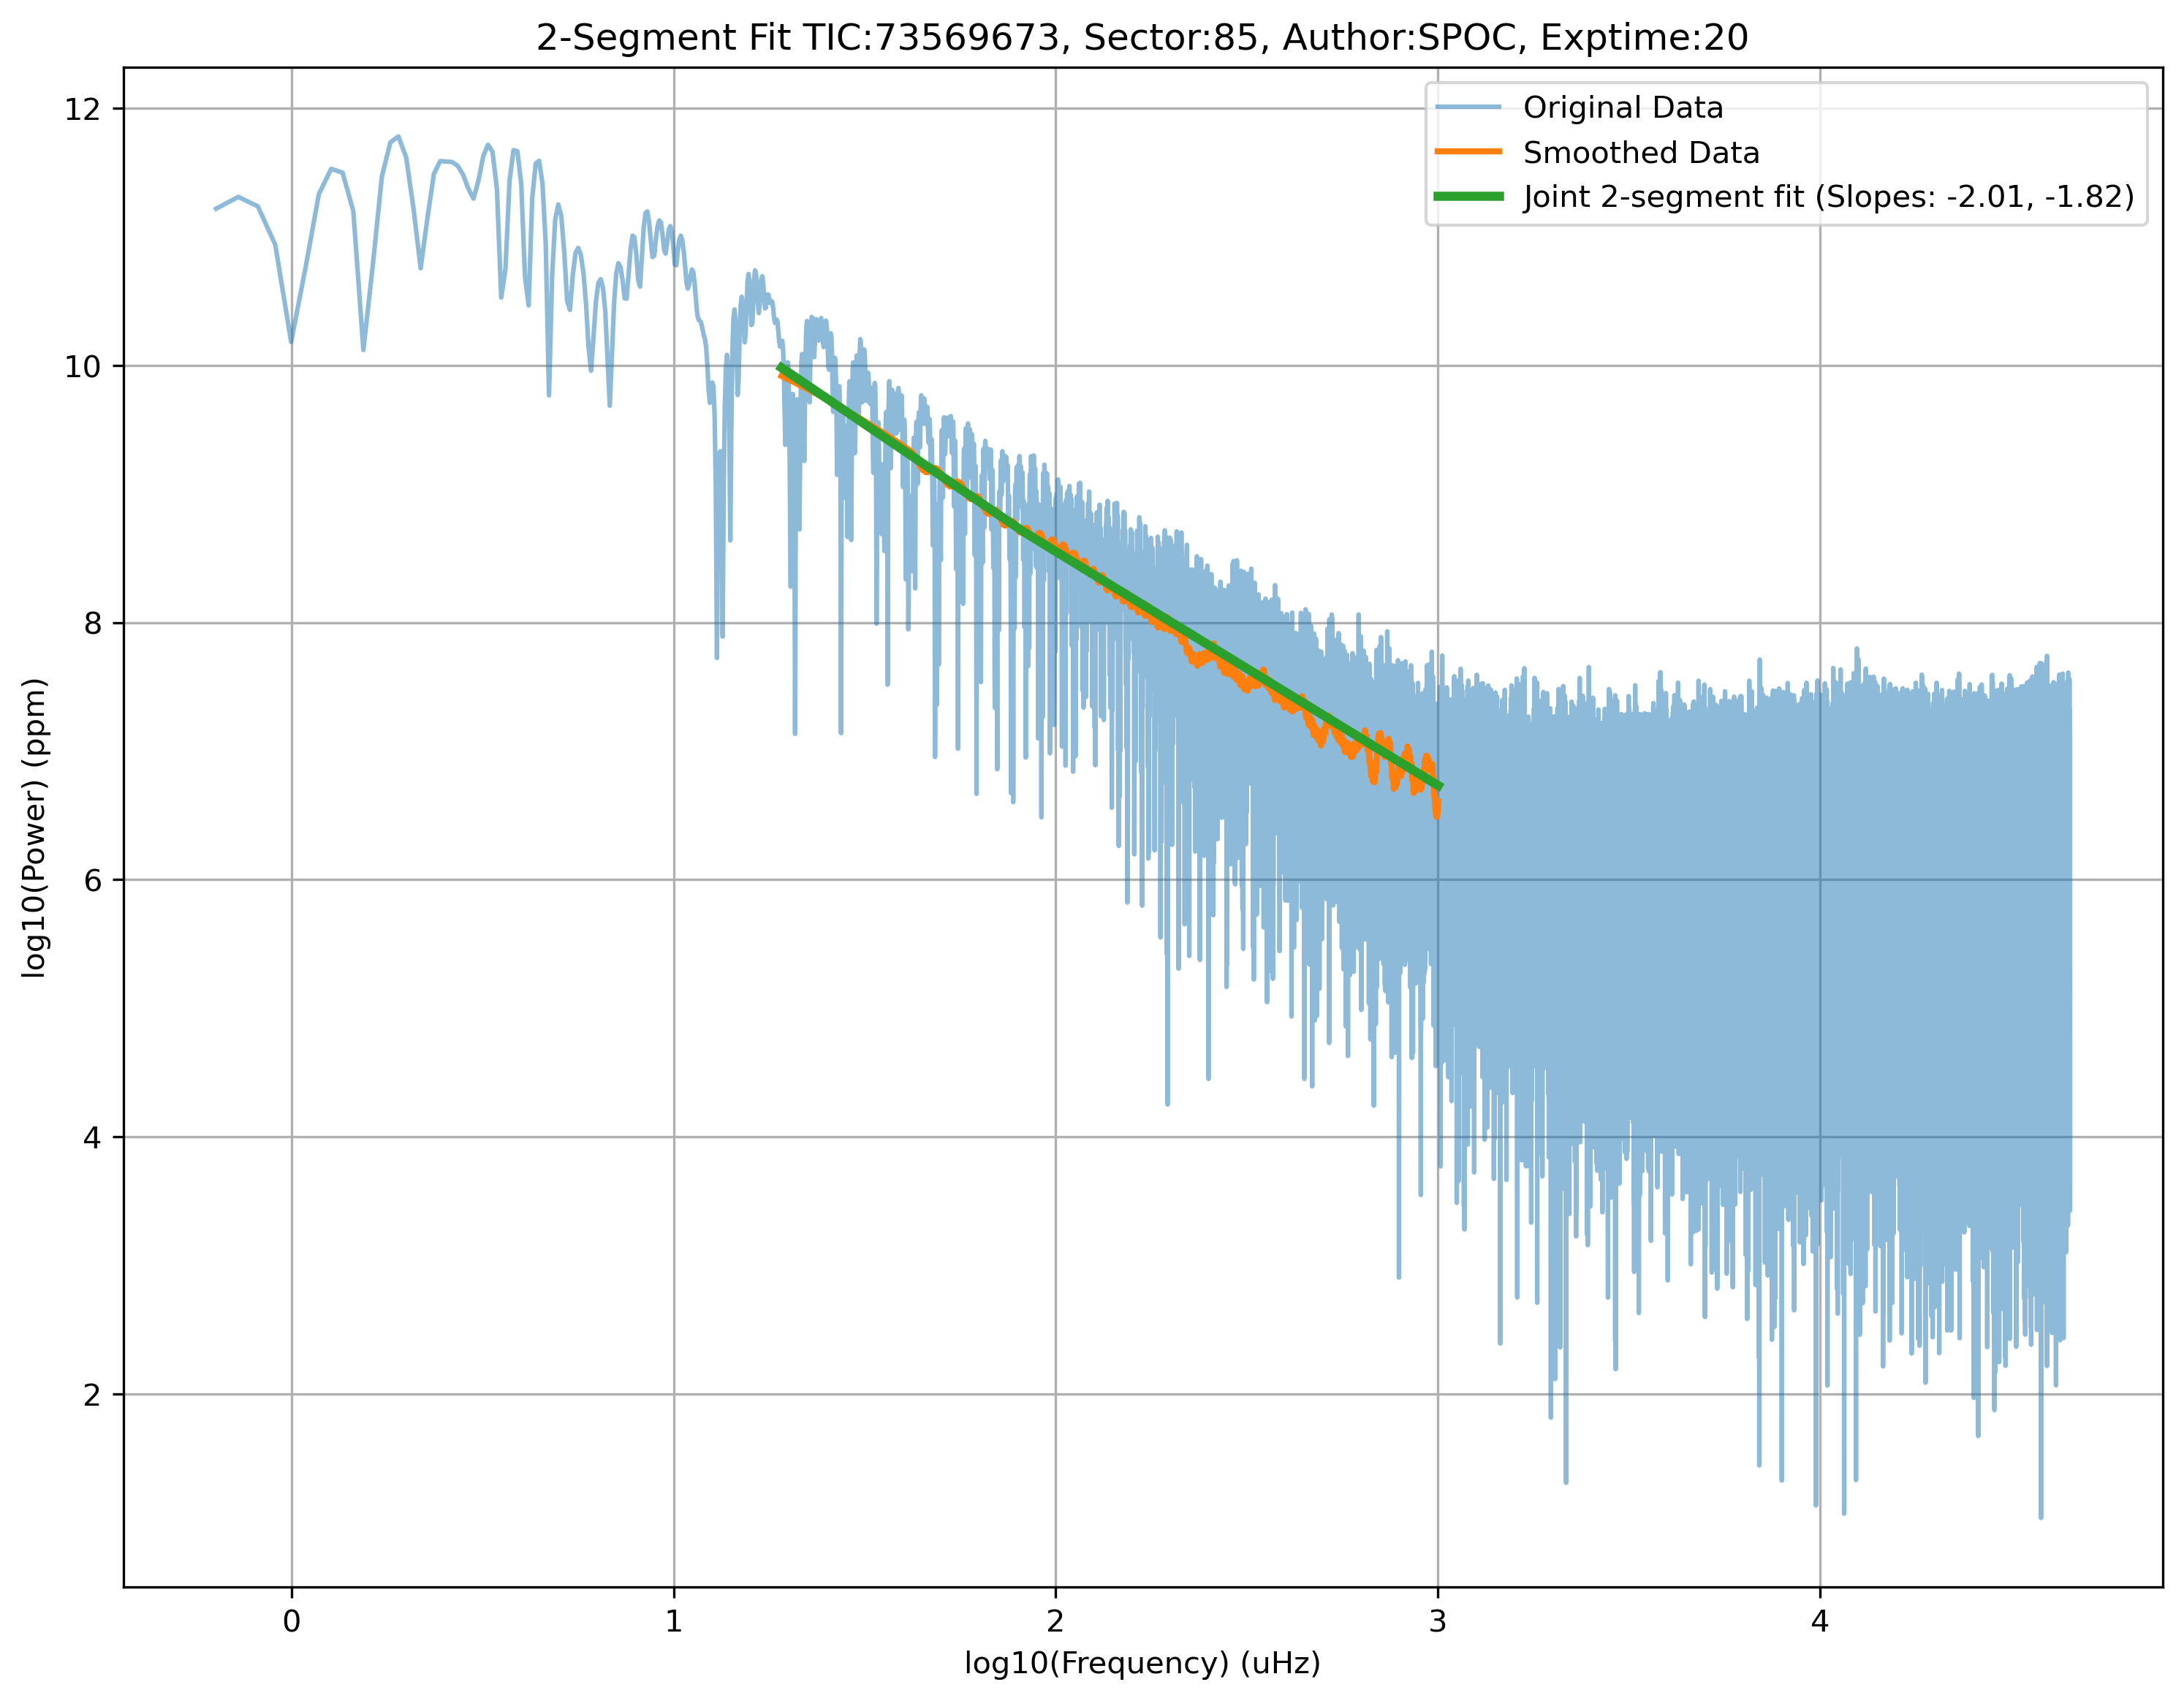 2-Segment Fit TIC:73569673, Sector:85, Author:SPOC, Exptime:20
Original Data
Smoothed Data
Joint 2-segment fit (Slopes: -2.01, -1.82)
log10(Power) (ppm)
12
10
8
6
4
2
0 1 2 3 4
log10(Frequency) (uHz)